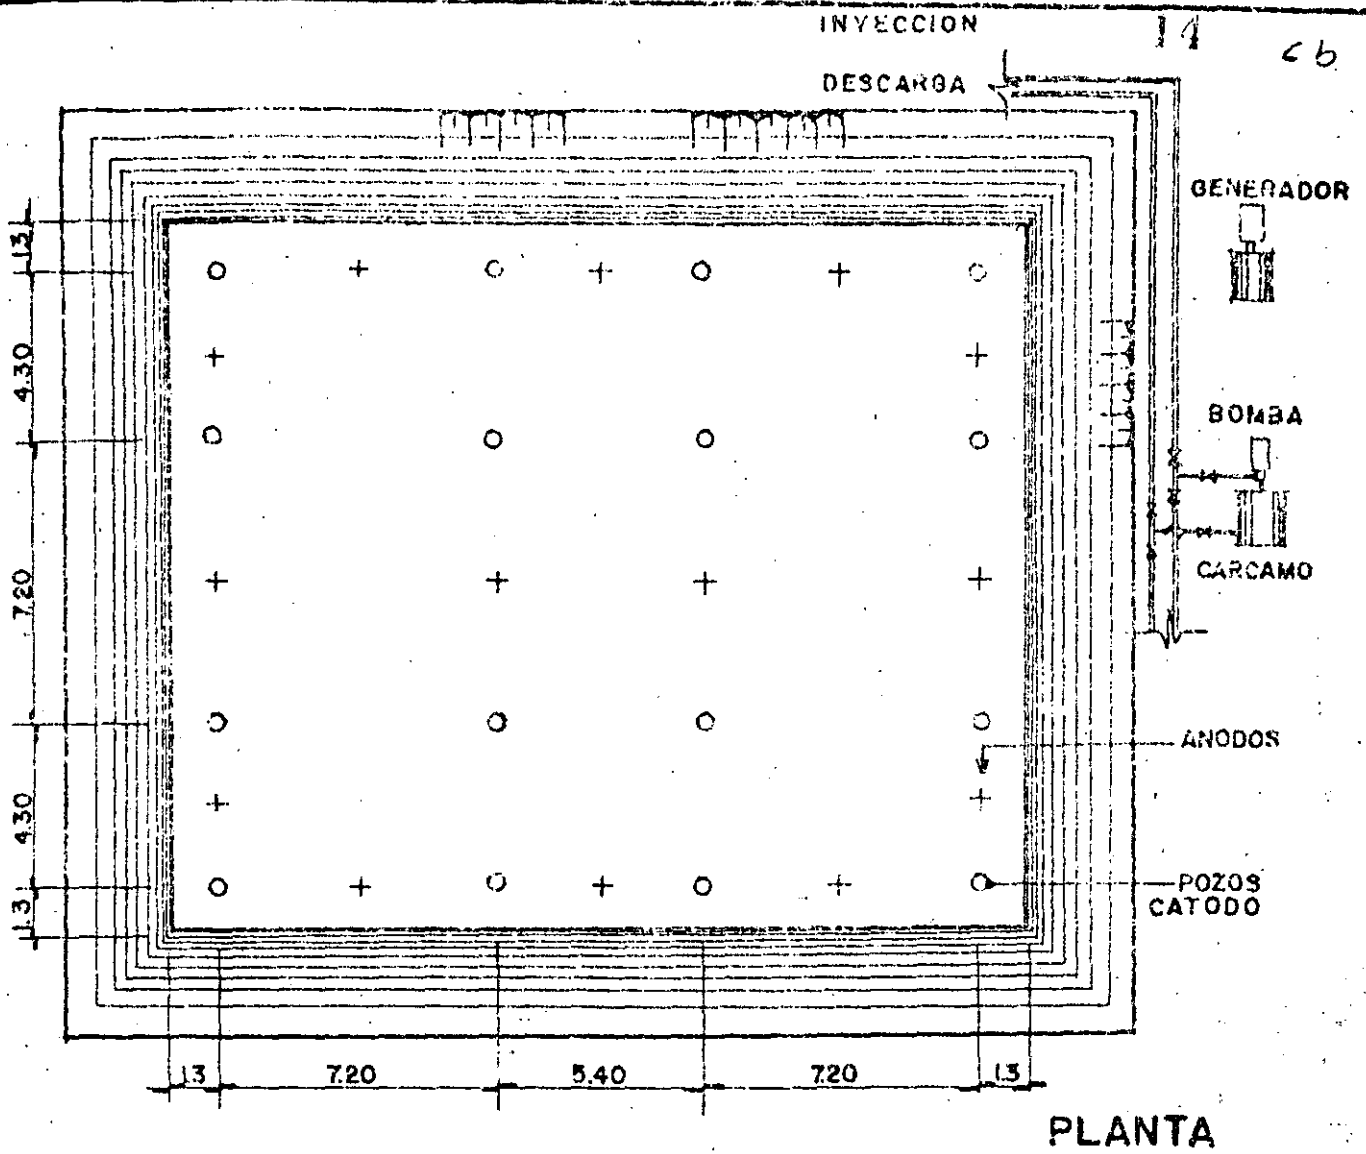 INYECCION
14
cb
DESCARGA
GENERADOR
1.3
4.30
BOMBA
7.20
CARCAMO
ANODOS
4.30
POZOS
CATODO
1.3
1.3
7.20
5.40
7.20
1.3
PLANTA